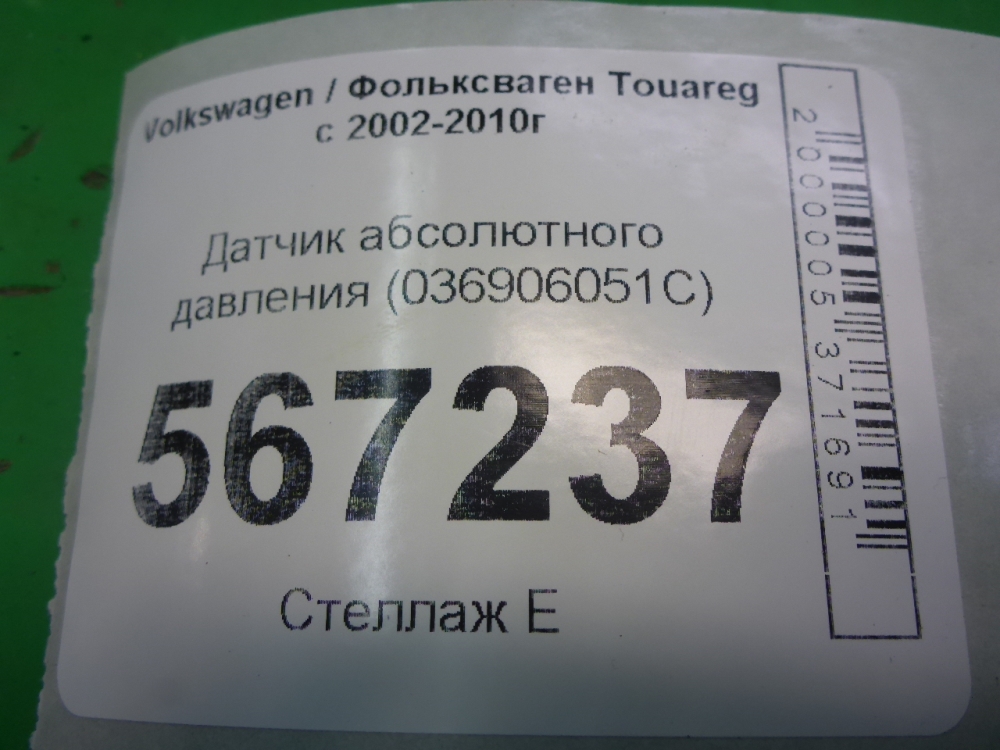 Volkswagen / Фольксваген Touareg
с 2002-2010г
Датчик абсолютного
давления (036906051C)
567237
Стеллаж E
2000005371691